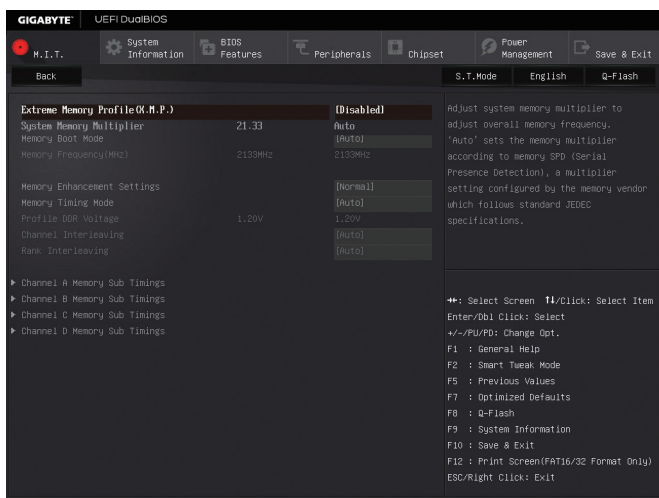 GIGABYTE™ UEFI DualBIOS
M.I.T.
System Information
BIOS Features
Peripherals
Chipset
Power Management
Save & Exit
Back
S.T.Mode English Q-Flash
Extreme Memory Profile(X.M.P.) [Disabled]
System Memory Multiplier 21.33 Auto
Memory Boot Mode [Auto]
Memory Frequency(MHz) 2133MHz 2133MHz
Memory Enhancement Settings [Normal]
Memory Timing Mode [Auto]
Profile DDR Voltage 1.20V 1.20V
Channel Interleaving [Auto]
Rank Interleaving [Auto]
Channel A Memory Sub Timings
Channel B Memory Sub Timings
Channel C Memory Sub Timings
Channel D Memory Sub Timings
Adjust system memory multiplier to
adjust overall memory frequency.
'Auto' sets the memory multiplier
according to memory SPD (Serial
Presence Detection), a multiplier
setting configured by the memory vendor
which follows standard JEDEC
specifications.
→←: Select Screen ↑↓/Click: Select Item
Enter/Dbl Click: Select
+/-/PU/PD: Change Opt.
F1 : General Help
F2 : Smart Tweak Mode
F5 : Previous Values
F7 : Optimized Defaults
F8 : Q-Flash
F9 : System Information
F10 : Save & Exit
F12 : Print Screen(FAT16/32 Format Only)
ESC/Right Click: Exit